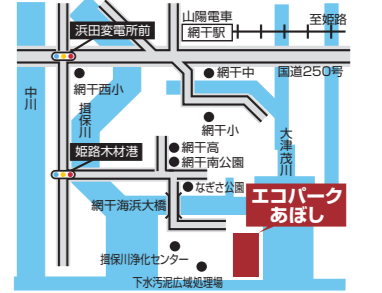 山陽電車
網干駅
至姫路
浜田変電所前
網干中
国道250号
網干西小
中川
揖保川
網干小
大津茂川
網干高
姫路木材港
網干南公園
なぎさ公園
網干海浜大橋
エコパーク
あぼし
揖保川浄化センター
下水汚泥広域処理場